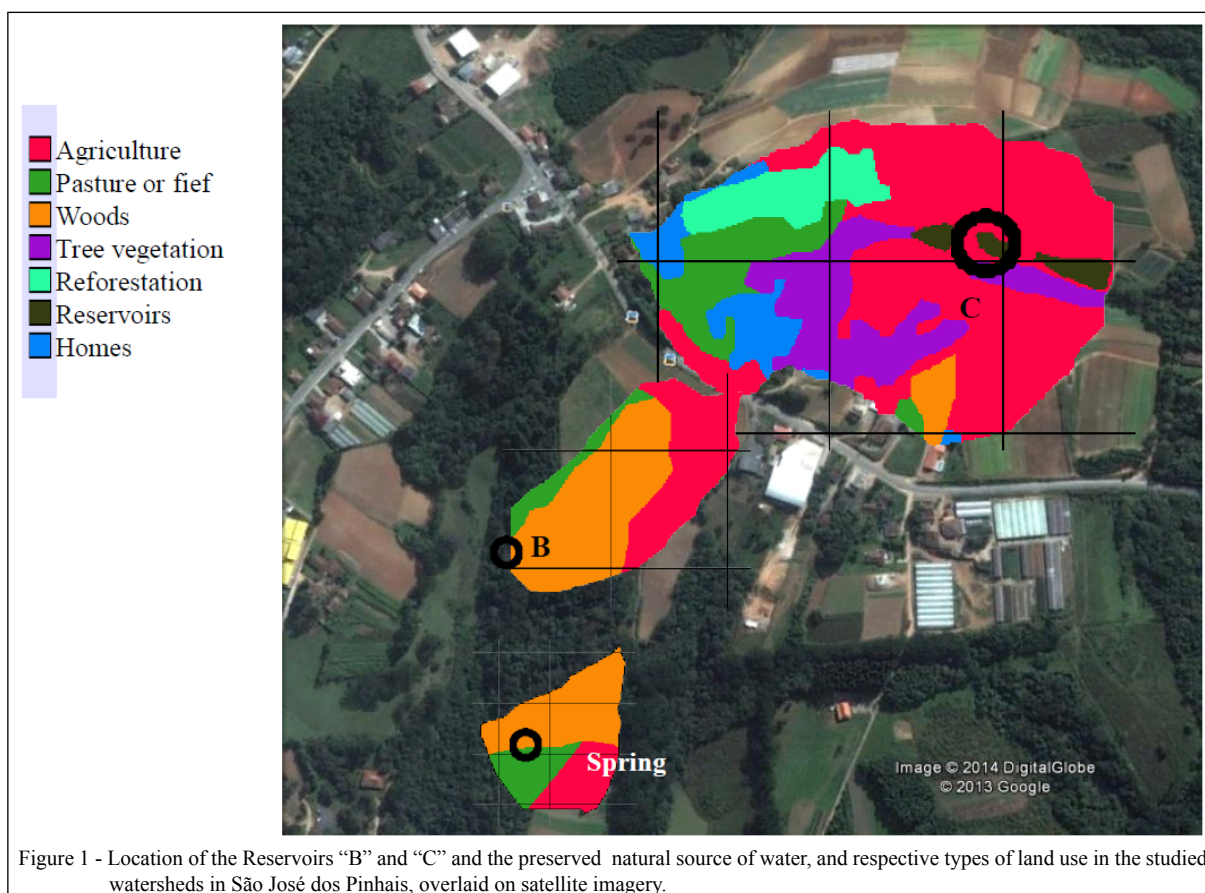 Agriculture
Pasture or fief
Woods
Tree vegetation
Reforestation
Reservoirs
Homes
C
B
Spring
Image © 2014 DigitalGlobe
© 2013 Google
Figure 1 - Location of the Reservoirs “B” and “C” and the preserved natural source of water, and respective types of land use in the studied
watersheds in São José dos Pinhais, overlaid on satellite imagery.